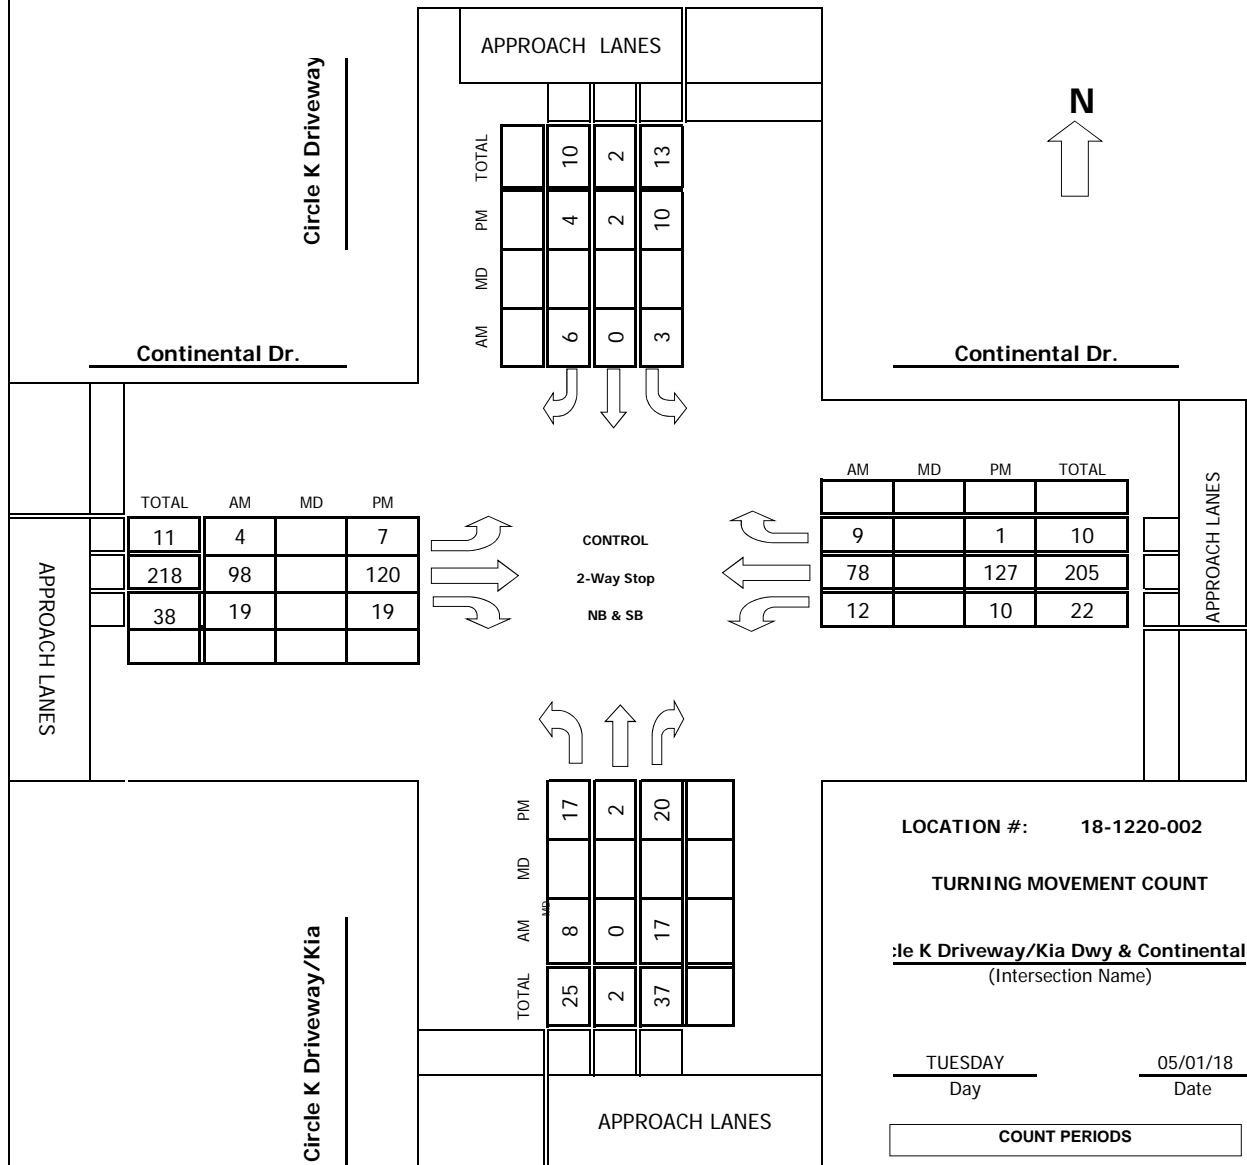 APPROACH LANES
Circle K Driveway
N
TOTAL 10 2 13
PM 4 2 10
MD
AM 6 0 3
Continental Dr.
Continental Dr.
TOTAL AM MD PM
11 4 7
218 98 120
38 19 19
APPROACH LANES
CONTROL
2-Way Stop
NB & SB
AM MD PM TOTAL
9 1 10
78 127 205
12 10 22
APPROACH LANES
PM 17 2 20
MD
MD
AM 8 0 17
TOTAL 25 2 37
Circle K Driveway/Kia
APPROACH LANES
LOCATION #: 18-1220-002
TURNING MOVEMENT COUNT
cle K Driveway/Kia Dwy & Continental
(Intersection Name)
TUESDAY 05/01/18
Day Date
COUNT PERIODS